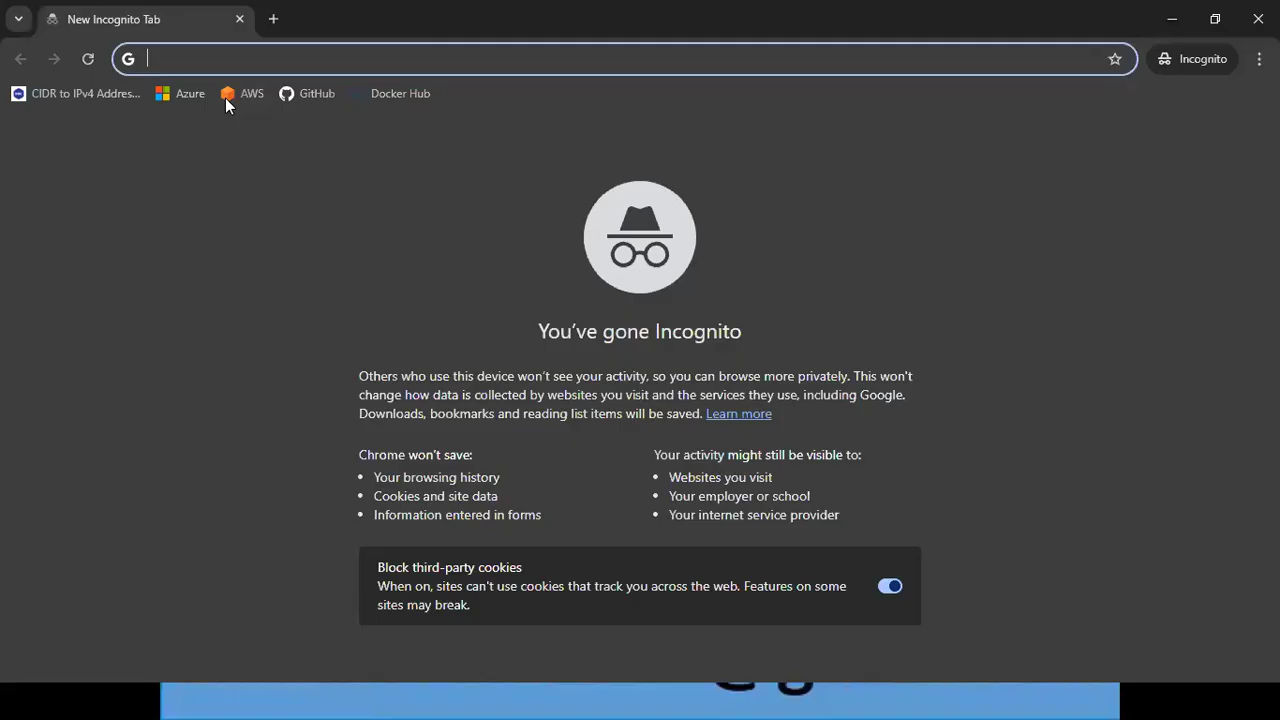 New Incognito Tab
Incognito
CIDR to IPv4 Addres...
Azure
AWS
GitHub
Docker Hub
You've gone Incognito
Others who use this device won't see your activity, so you can browse more privately. This won't
change how data is collected by websites you visit and the services they use, including Google.
Downloads, bookmarks and reading list items will be saved. Learn more
Chrome won't save:
• Your browsing history
• Cookies and site data
• Information entered in forms
Your activity might still be visible to:
• Websites you visit
• Your employer or school
• Your internet service provider
Block third-party cookies
When on, sites can't use cookies that track you across the web. Features on some
sites may break.